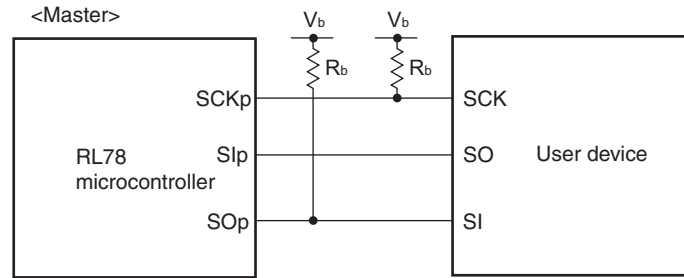 <Master>
Vb
Vb
Rb
Rb
SCKp
SCK
RL78
microcontroller
SIp
SO
User device
SOp
SI